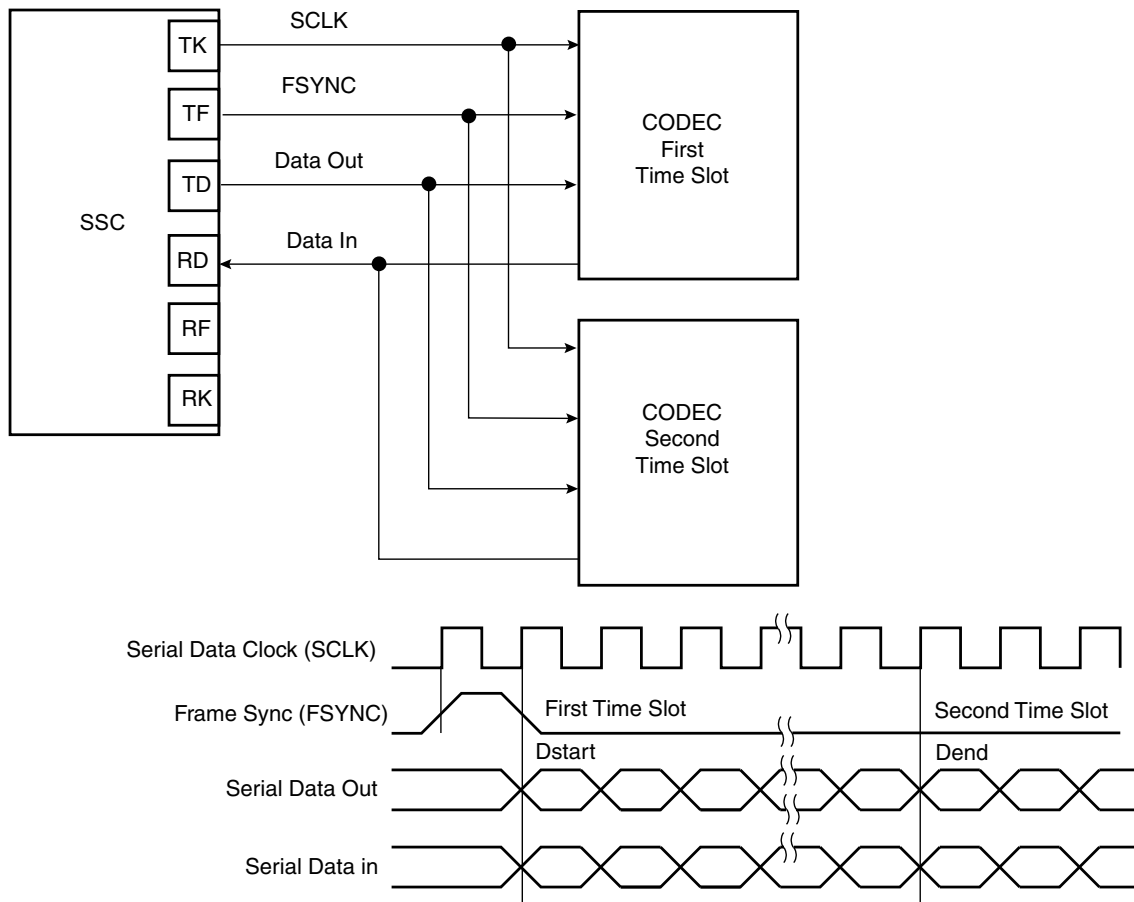 SSC
TK
TF
TD
RD
RF
RK
SCLK
FSYNC
Data Out
Data In
CODEC
First
Time Slot
CODEC
Second
Time Slot
Serial Data Clock (SCLK)
Frame Sync (FSYNC)
First Time Slot
Second Time Slot
Dstart
Dend
Serial Data Out
Serial Data in